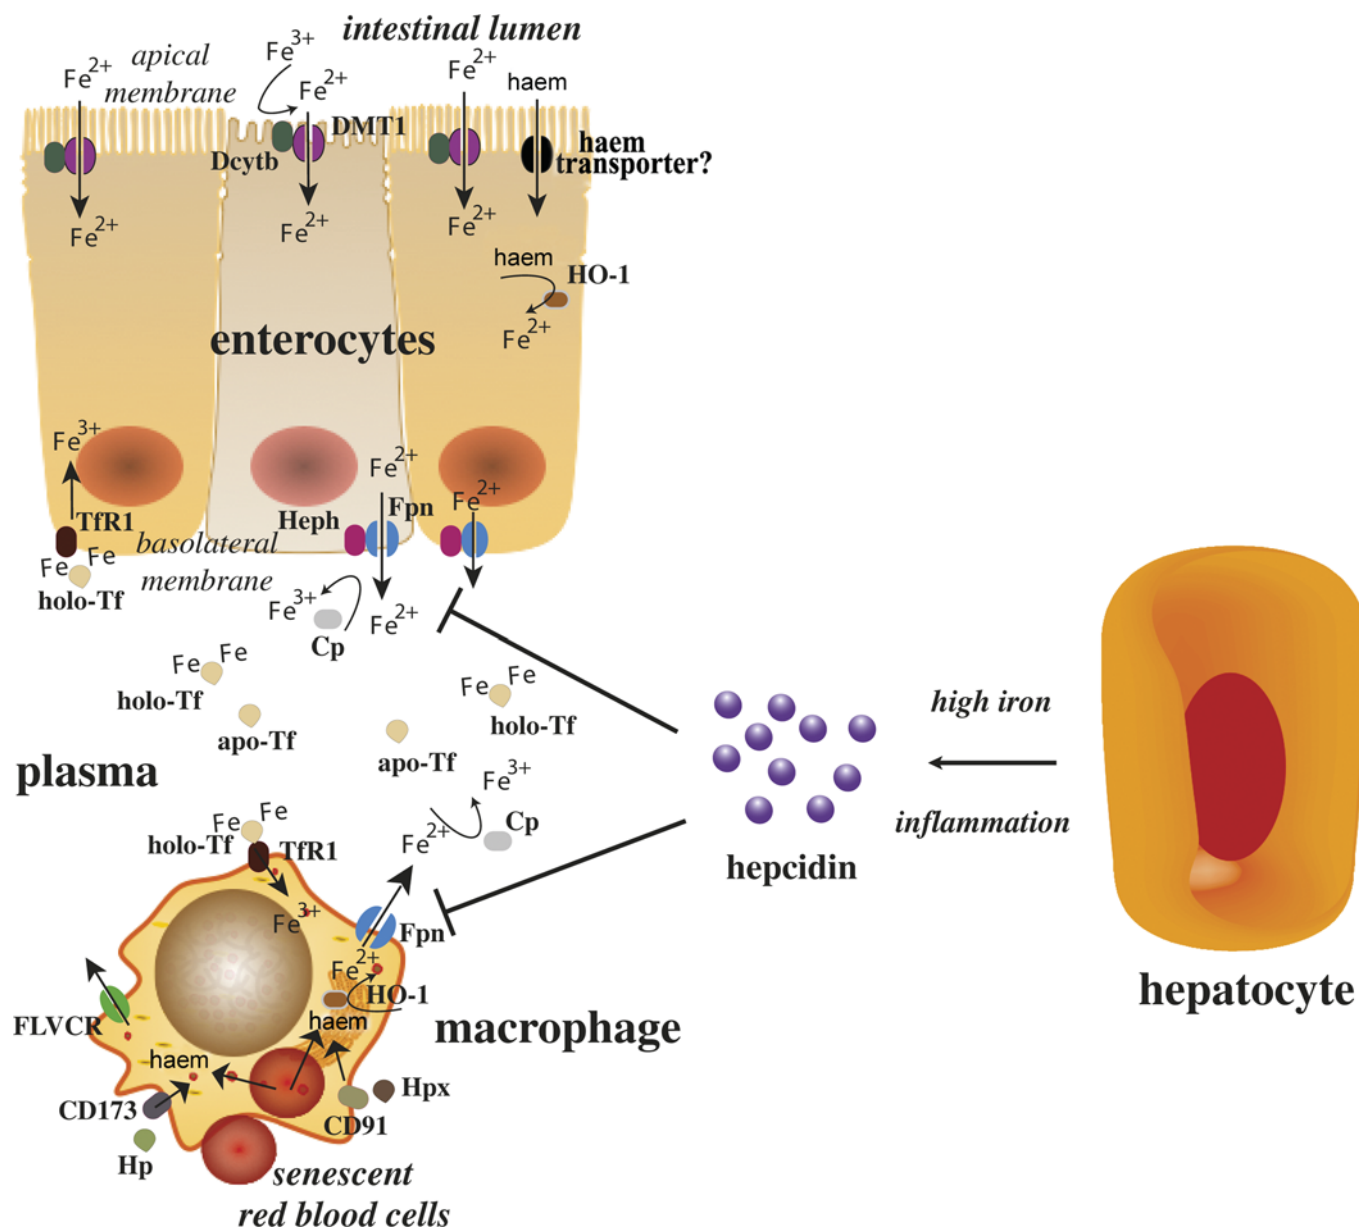 intestinal lumen
apical
membrane
Fe2+
Fe3+
Fe2+
Fe2+
haem
DMT1
Dcytb
haem
transporter?
Fe2+
Fe2+
Fe2+
haem
HO-1
Fe2+
enterocytes
Fe3+
TfR1
Fe Fe
holo-Tf
basolateral
membrane
Heph
Fe2+
Fpn
Fe2+
Fe3+
Cp
Fe2+
Fe Fe
holo-Tf
apo-Tf
Fe Fe
holo-Tf
apo-Tf
plasma
Fe3+
Cp
Fe2+
Fe Fe
holo-Tf
TfR1
Fe3+
Fpn
Fe2+
HO-1
haem
FLVCR
haem
macrophage
CD173
Hp
Hpx
CD91
senescent
red blood cells
hepcidin
high iron
inflammation
hepatocyte